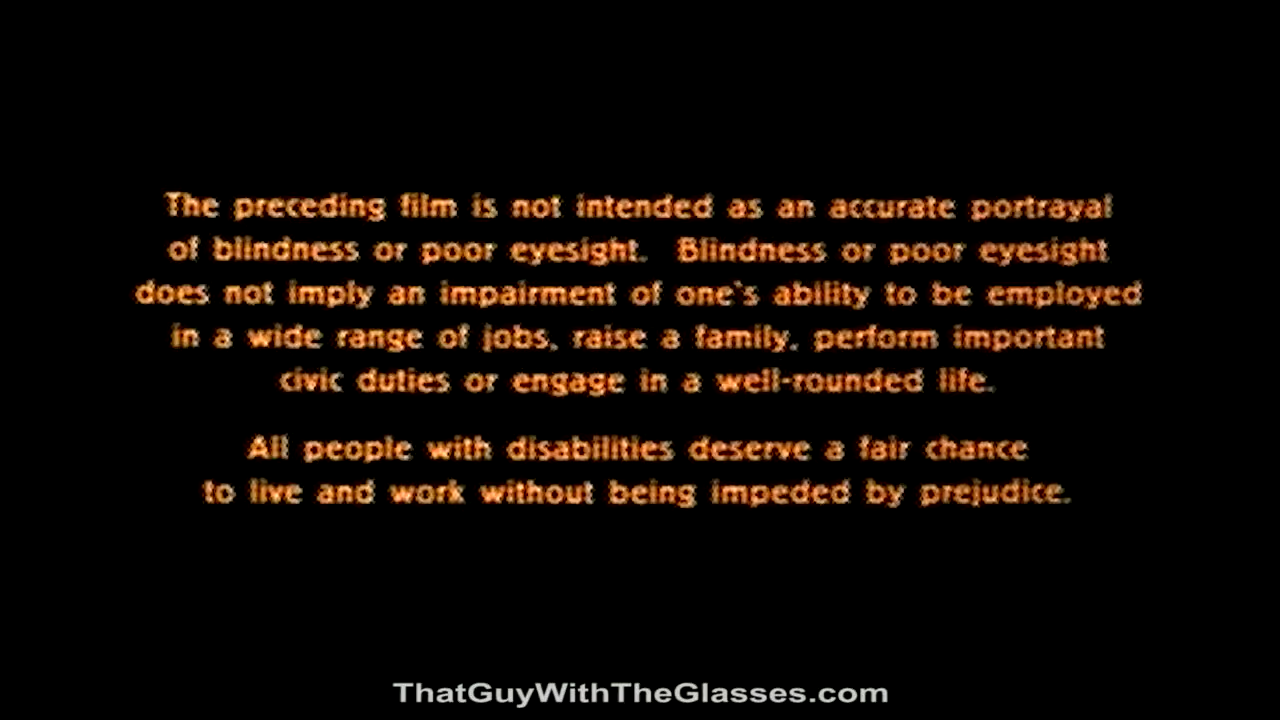 The preceding film is not intended as an accurate portrayal
of blindness or poor eyesight. Blindness or poor eyesight
does not imply an impairment of one's ability to be employed
in a wide range of jobs, raise a family, perform important
civic duties or engage in a well-rounded life.
All people with disabilities deserve a fair chance
to live and work without being impeded by prejudice.
ThatGuyWithTheGlasses.com